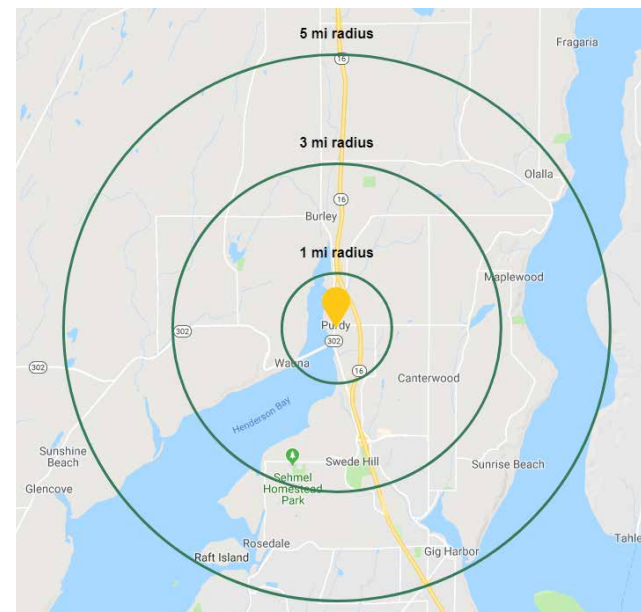 5 mi radius
Fragaria
16
3 mi radius
Olalla
16
Burley
1 mi radius
Maplewood
Purdy
302
302
Wauna
302
16
Canterwood
Henderson Bay
Sunshine
Beach
Swede Hill
Sunrise Beach
Sehmel
Homestead
Park
Glencove
Rosedale
Gig Harbor
Raft Island
Tahle